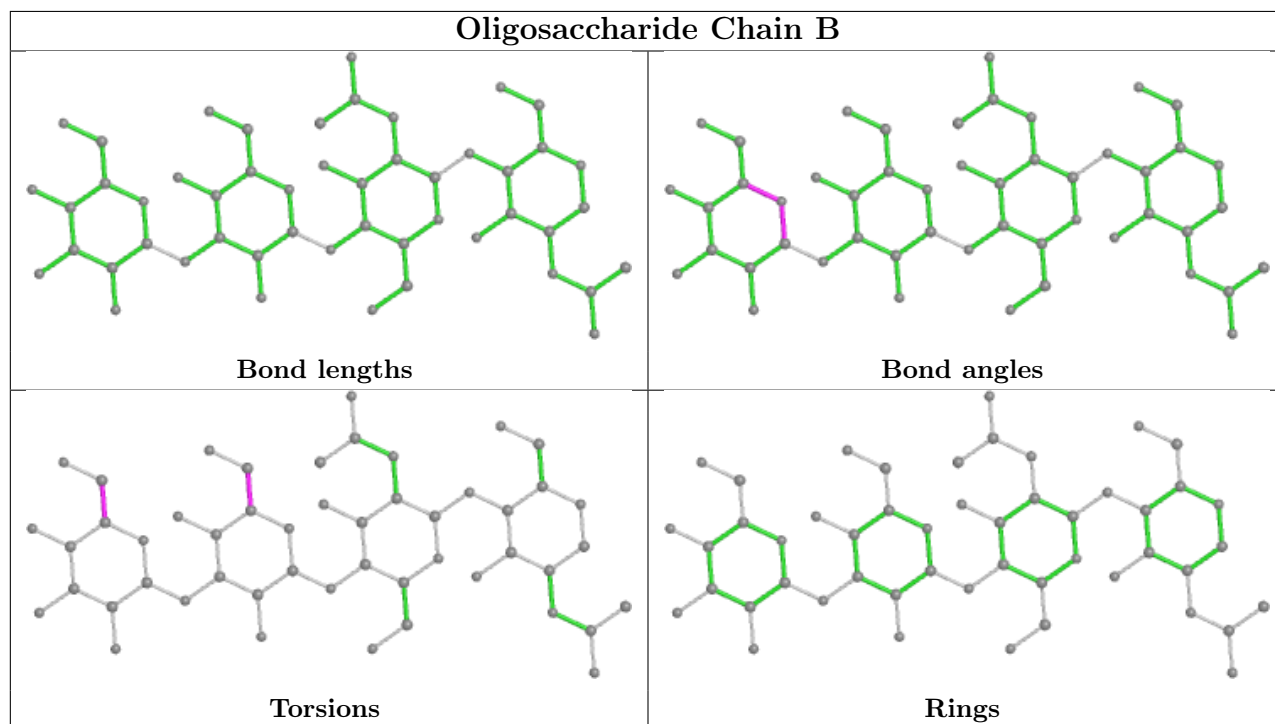 Oligosaccharide Chain B
Bond lengths
Bond angles
Torsions
Rings